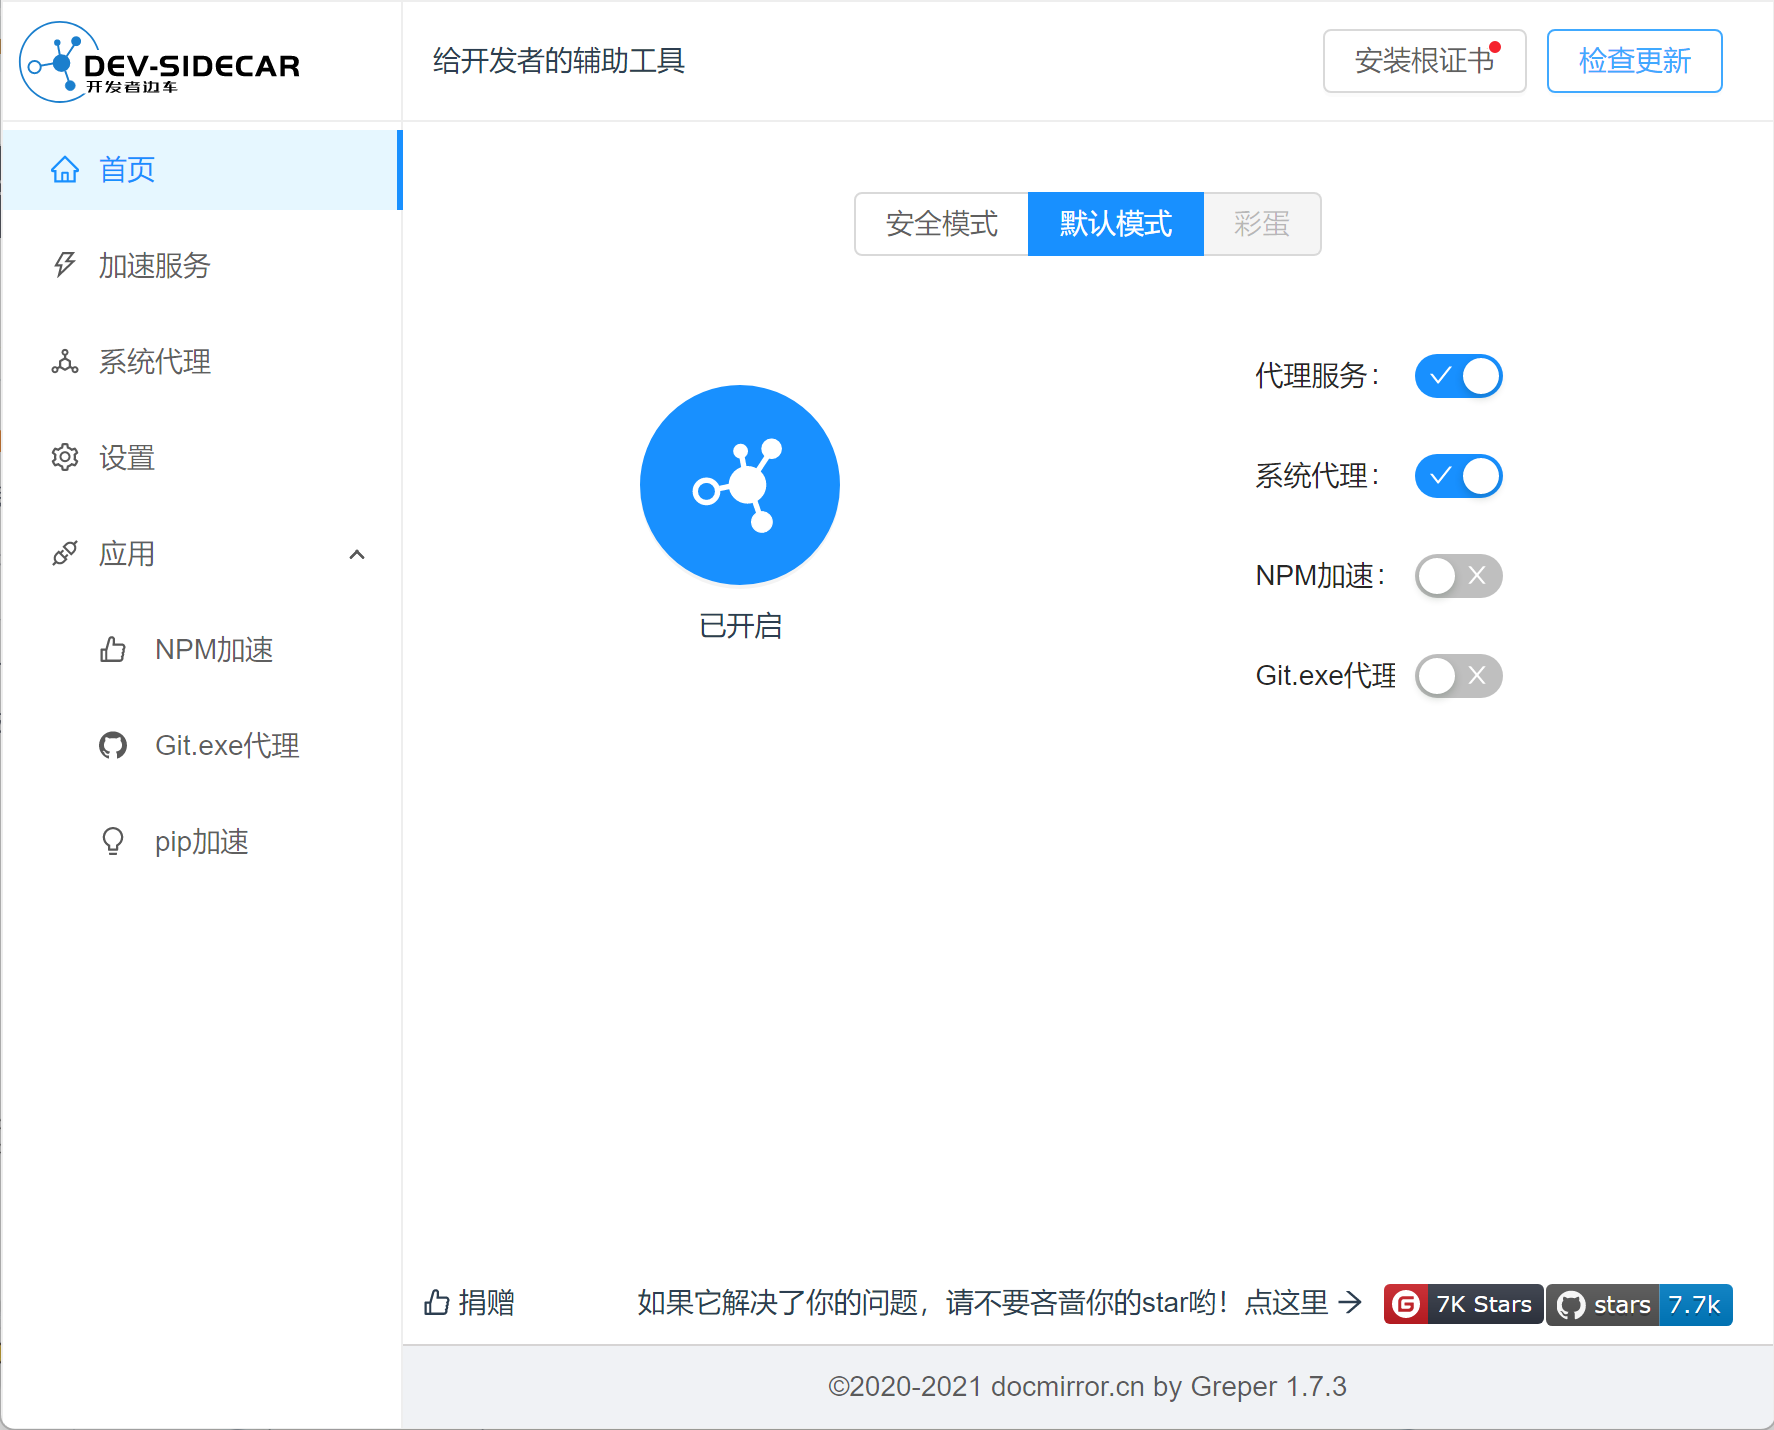 DEV-SIDECAR
开发者边车
给开发者的辅助工具
安装根证书
检查更新
首页
加速服务
系统代理
设置
应用
NPM加速
Git.exe代理
pip加速
安全模式
默认模式
彩蛋
已开启
代理服务：
系统代理：
NPM加速：
Git.exe代理
捐赠
如果它解决了你的问题，请不要吝啬你的star哟！点这里
7K Stars
stars 7.7k
©2020-2021 docmirror.cn by Greper 1.7.3